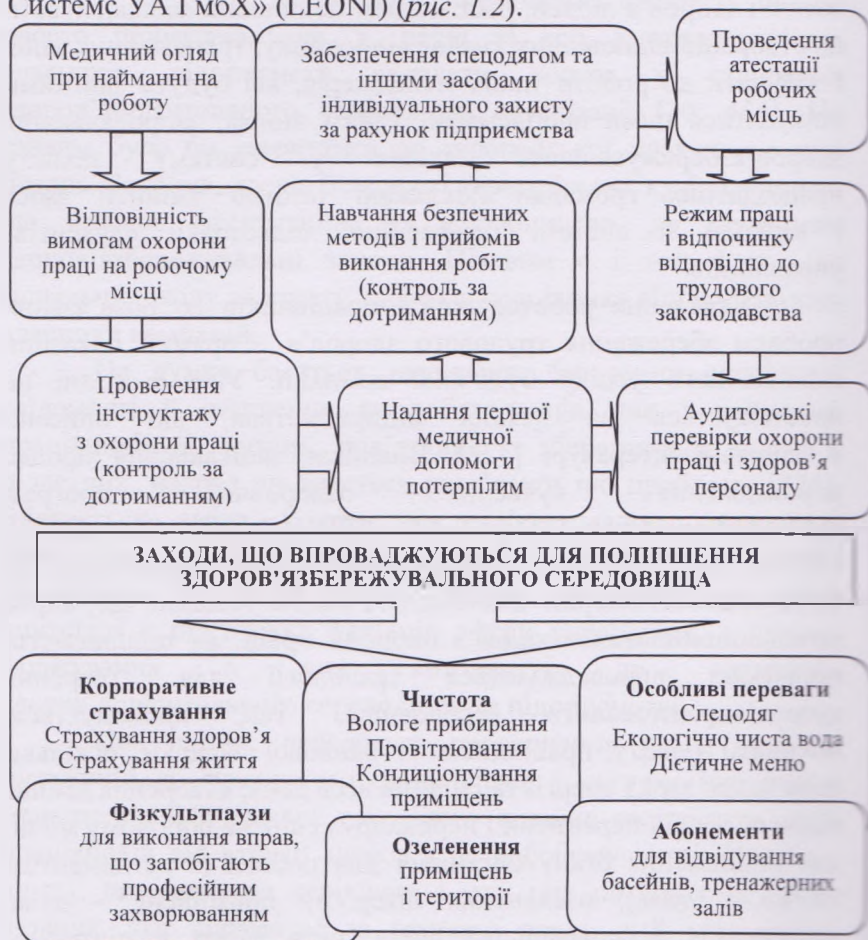 Системс УА ГмбХ» (LEONI) (рис. 1.2).
Медичний огляд
при найманні на
роботу
Забезпечення спецодягом та
іншими засобами
індивідуального захисту
за рахунок підприємства
Проведення
атестації
робочих
місць
Відповідність
вимогам охорони
праці на робочому
місці
Навчання безпечних
методів і прийомів
виконання робіт
(контроль за
дотриманням)
Режим праці
і відпочинку
відповідно до
трудового
законодавства
Проведення
інструктажу
з охорони праці
(контроль за
дотриманням)
Надання першої
медичної
допомоги
потерпілим
Аудиторські
перевірки охорони
праці і здоров’я
персоналу
ЗАХОДИ, ЩО ВПРОВАДЖУЮТЬСЯ ДЛЯ ПОЛІПШЕННЯ
ЗДОРОВ’ЯЗБЕРЕЖУВАЛЬНОГО СЕРЕДОВИЩА
Корпоративне
страхування
Страхування здоров’я
Страхування життя
Чистота
Вологе прибирання
Провітрювання
Кондиціонування
приміщень
Особливі переваги
Спецодяг
Екологічно чиста вода
Дієтичне меню
Фізкультпаузи
для виконання вправ,
що запобігають
професійним
захворюванням
Озеленення
приміщень
і території
Абонементи
для відвідування
басейнів, тренажерних
залів